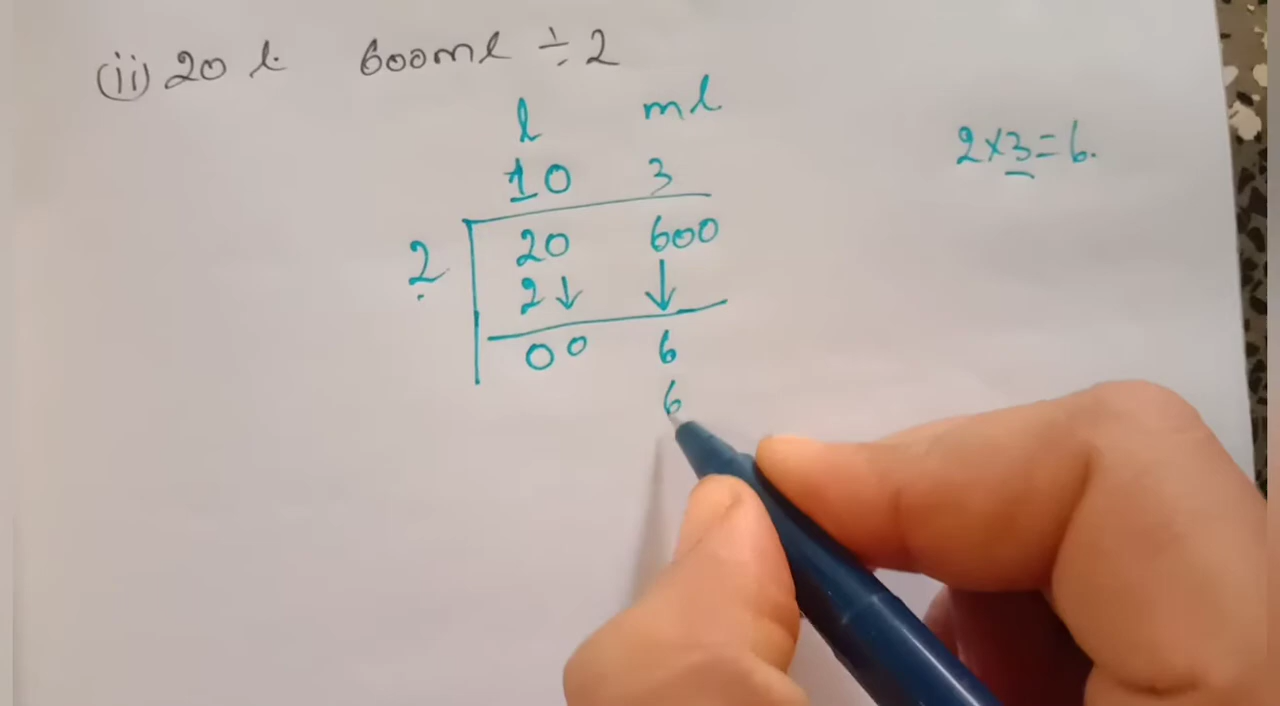 (ii) 20 l 600ml ÷ 2
l ml
2×3=6.
10 3
2 20 600
2↓ ↓
00 6
6